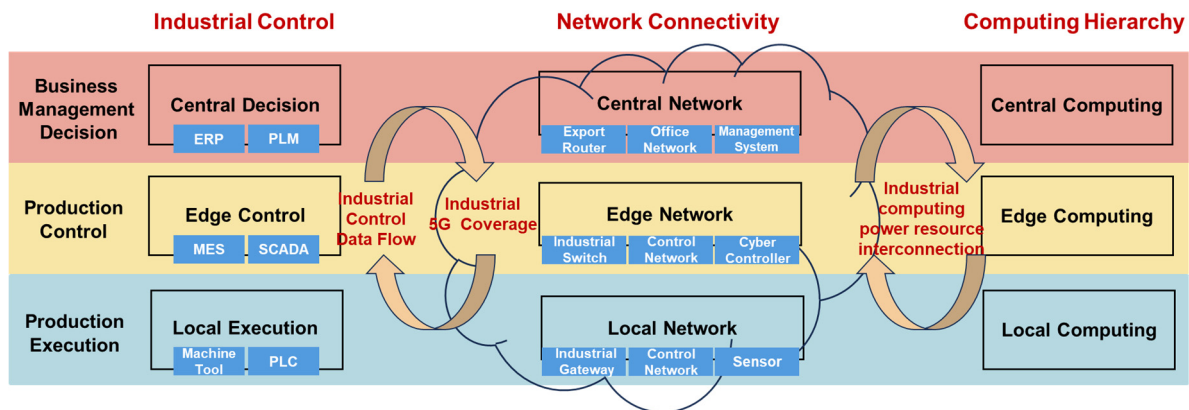 Industrial Control
Network Connectivity
Computing Hierarchy
Business
Management
Decision
Central Decision
ERP
PLM
Central Network
Export
Router
Office
Network
Management
System
Central Computing
Production
Control
Edge Control
MES
SCADA
Industrial
Control
Data Flow
Industrial
5G Coverage
Edge Network
Industrial
Switch
Control
Network
Cyber
Controller
Industrial
computing
power resource
interconnection
Edge Computing
Production
Execution
Local Execution
Machine
Tool
PLC
Local Network
Industrial
Gateway
Control
Network
Sensor
Local Computing